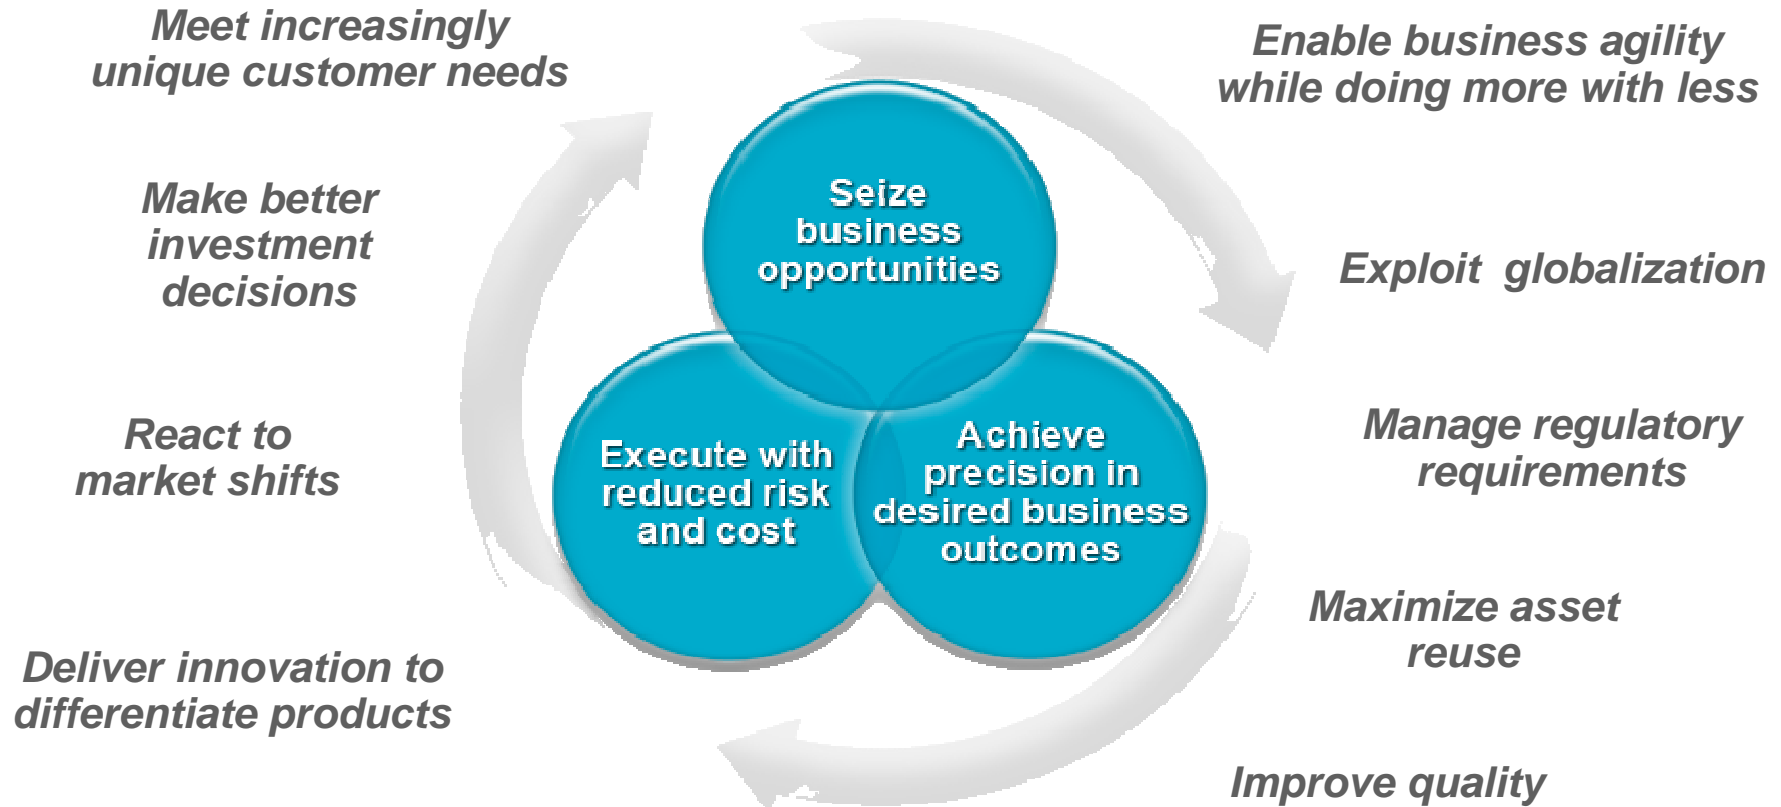 Meet increasingly
unique customer needs
Make better
investment
decisions
React to
market shifts
Deliver innovation to
differentiate products
Seize
business
opportunities
Execute with
reduced risk
and cost
Achieve
precision in
desired business
outcomes
Enable business agility
while doing more with less
Exploit globalization
Manage regulatory
requirements
Maximize asset
reuse
Improve quality